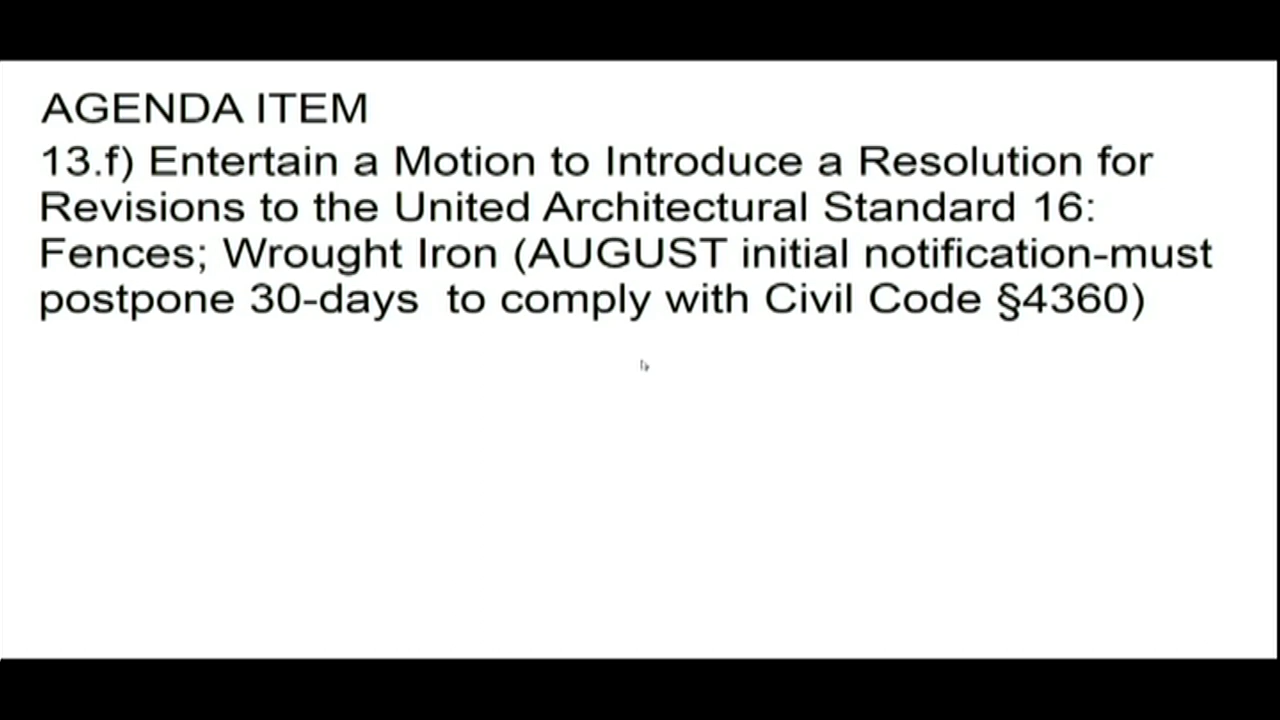 AGENDA ITEM
13.f) Entertain a Motion to Introduce a Resolution for
Revisions to the United Architectural Standard 16:
Fences; Wrought Iron (AUGUST initial notification-must
postpone 30-days  to comply with Civil Code §4360)